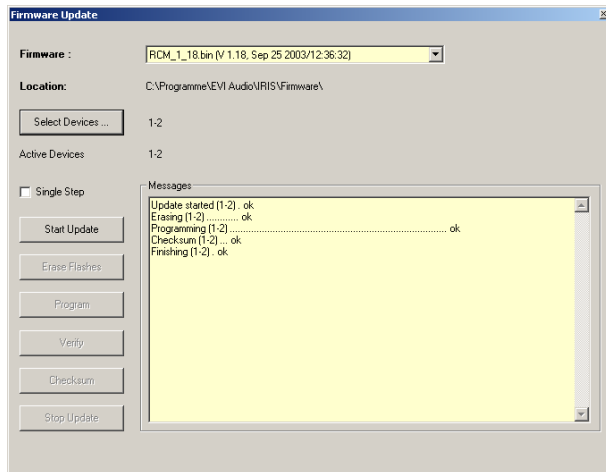 Firmware Update
Firmware : RCM_1_18.bin (V 1.18, Sep 25 2003/12:36:32)
Location: C:\Programme\EVI Audio\IRIS\Firmware\
Select Devices ... 1-2
Active Devices 1-2
Single Step
Messages
Update started (1-2) . ok
Erasing (1-2) ............ ok
Programming (1-2) ................................................................................ ok
Checksum (1-2) ... ok
Finishing (1-2) . ok
Start Update
Erase Flashes
Program
Verify
Checksum
Stop Update